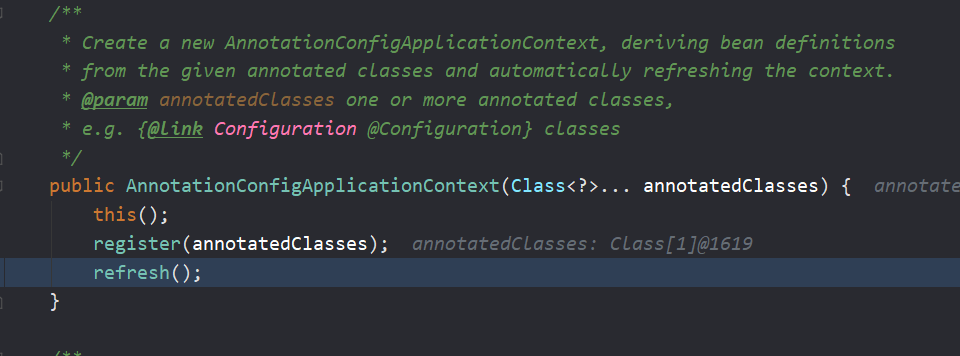 /**
* Create a new AnnotationConfigApplicationContext, deriving bean definitions
* from the given annotated classes and automatically refreshing the context.
* @param annotatedClasses one or more annotated classes,
* e.g. {@link Configuration @Configuration} classes
*/
public AnnotationConfigApplicationContext(Class<?>... annotatedClasses) { annotate
this();
register(annotatedClasses); annotatedClasses: Class[1]@1619
refresh();
}
/**